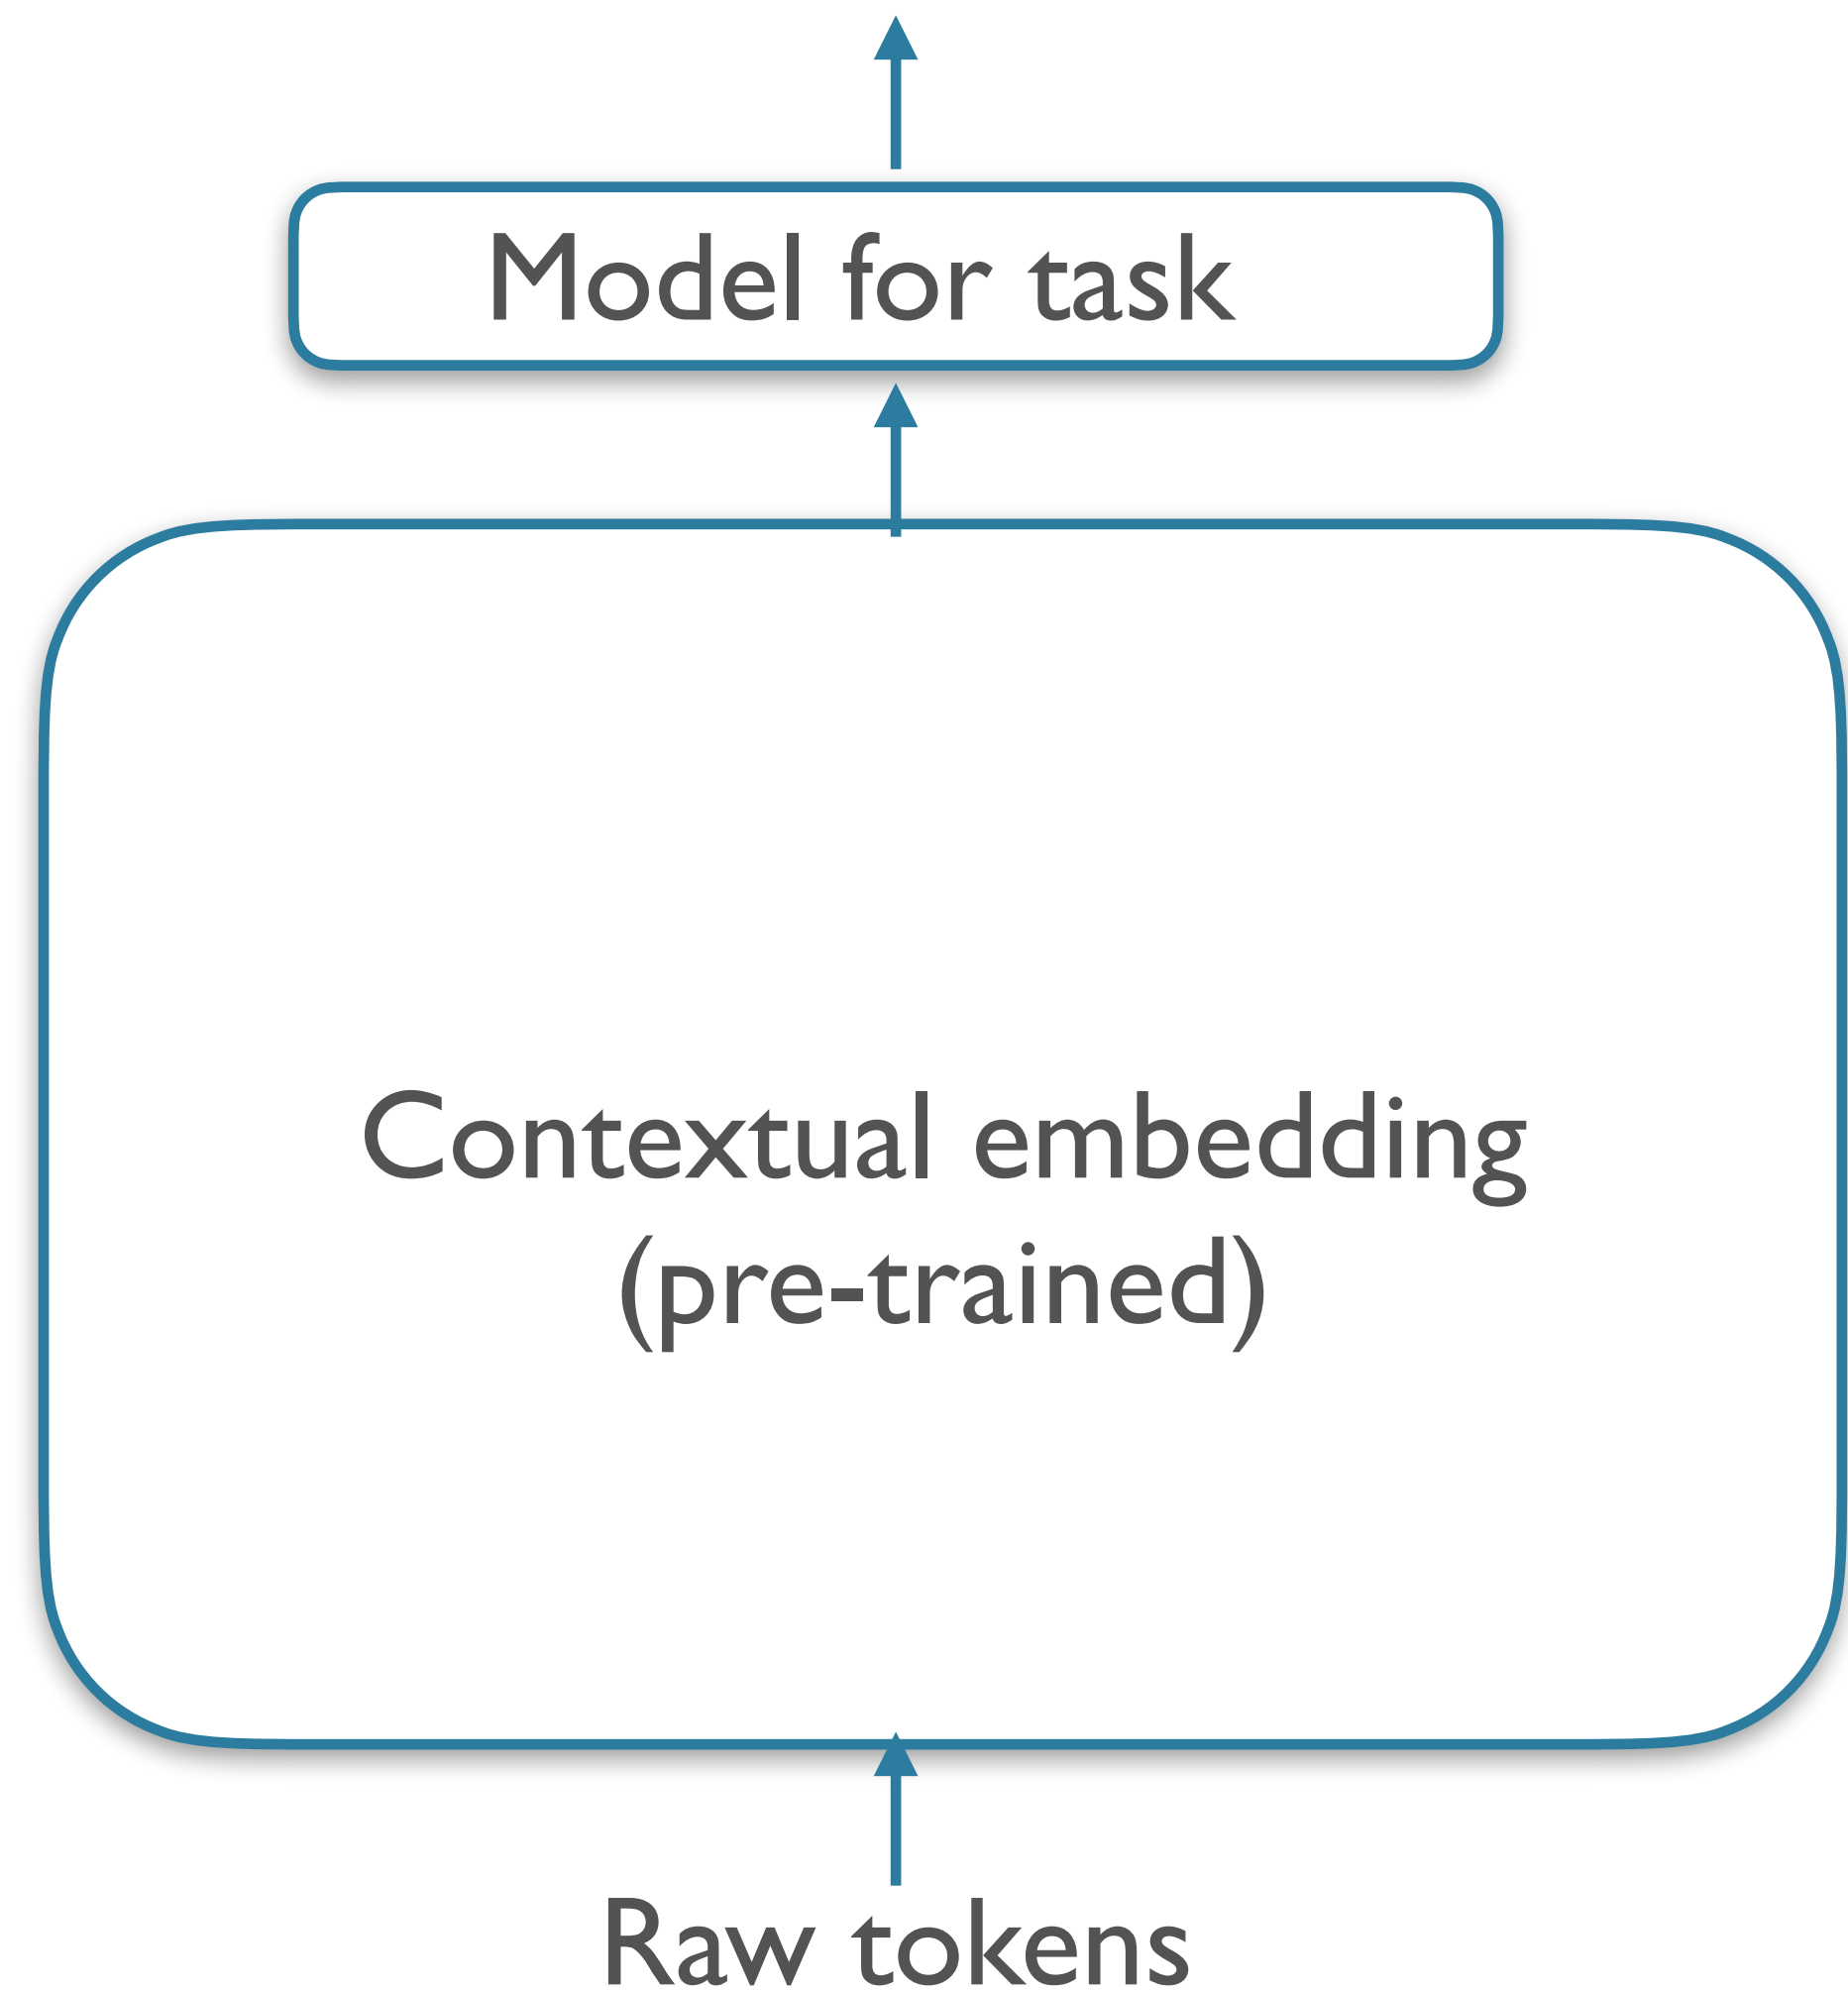 Model for task
Contextual embedding
(pre-trained)
Raw tokens